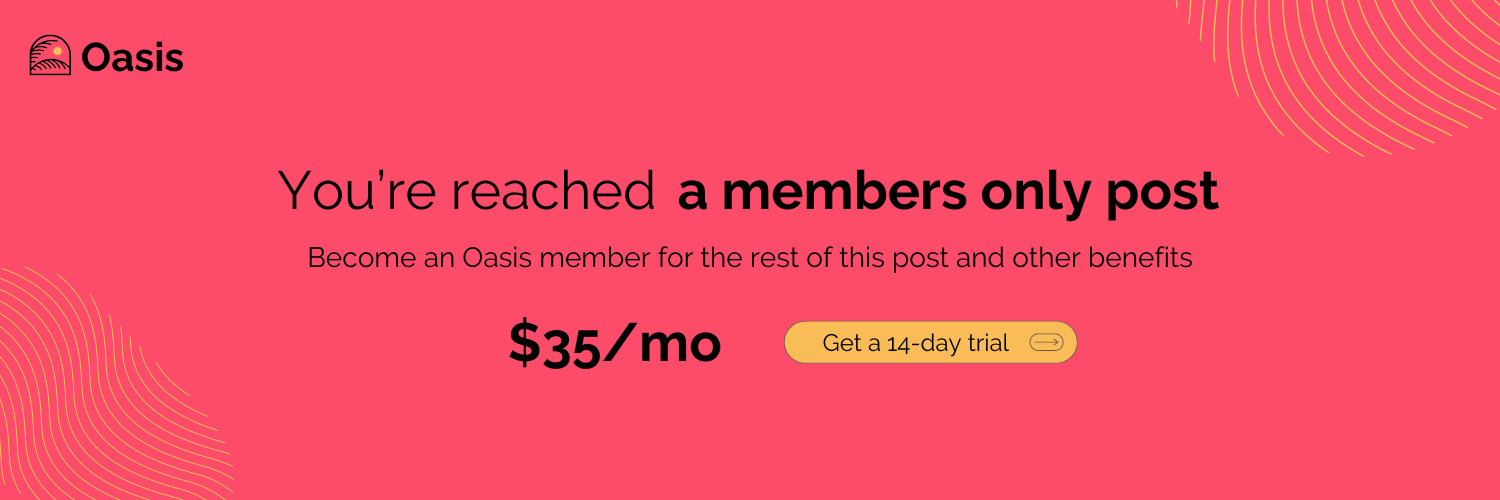 Oasis
You’re reached a members only post
Become an Oasis member for the rest of this post and other benefits
$35/mo
Get a 14-day trial